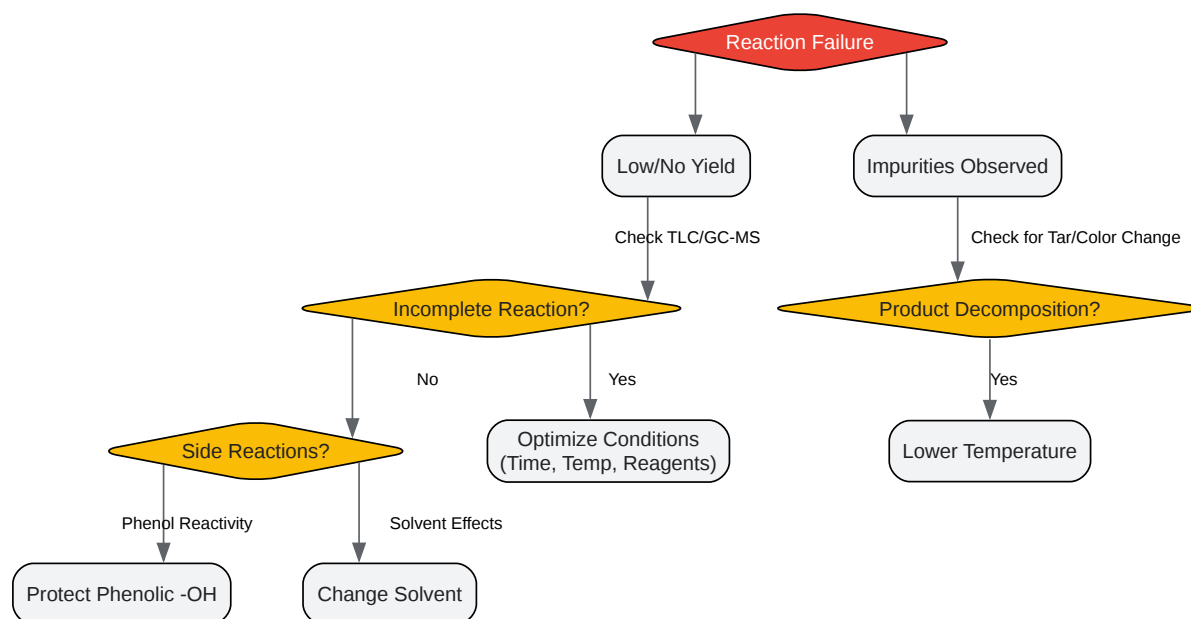 Reaction Failure
Low/No Yield
Impurities Observed
Check TLC/GC-MS
Check for Tar/Color Change
Incomplete Reaction?
Product Decomposition?
No
Yes
Yes
Side Reactions?
Optimize Conditions
(Time, Temp, Reagents)
Lower Temperature
Phenol Reactivity
Solvent Effects
Protect Phenolic -OH
Change Solvent